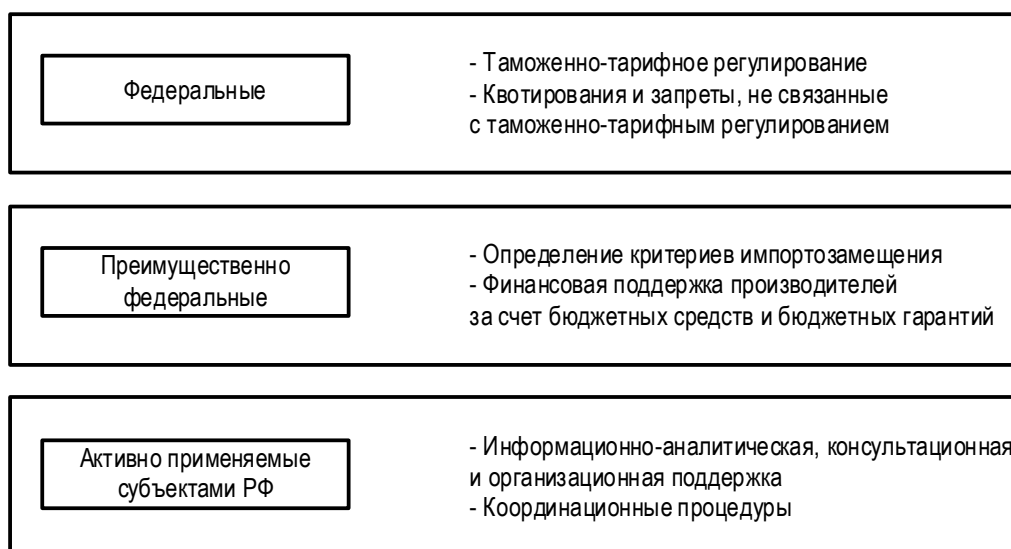 Федеральные
- Таможенно-тарифное регулирование
- Квотирования и запреты, не связанные
с таможенно-тарифным регулированием
Преимущественно
федеральные
- Определение критериев импортозамещения
- Финансовая поддержка производителей
за счет бюджетных средств и бюджетных гарантий
Активно применяемые
субъектами РФ
- Информационно-аналитическая, консультационная
и организационная поддержка
- Координационные процедуры